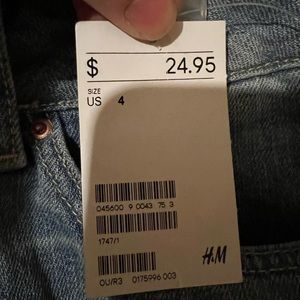 $ 24.95
SIZE
US 4
045600 9 0043 75 3
1747/1
H&M
OU/R3 0175996.003